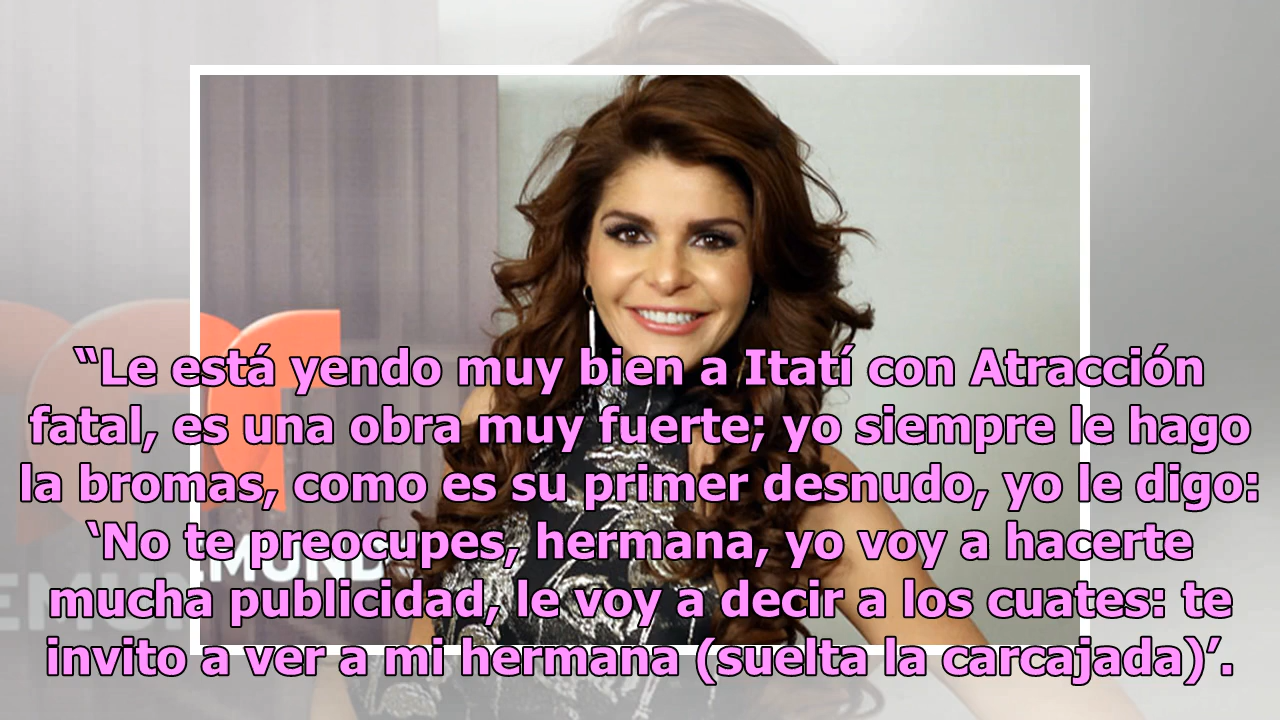 “Le está yendo muy bien a Itatí con Atracción
fatal, es una obra muy fuerte; yo siempre le hago
la bromas, como es su primer desnudo, yo le digo:
‘No te preocupes, hermana, yo voy a hacerte
mucha publicidad, le voy a decir a los cuates: te
invito a ver a mi hermana (suelta la carcajada)’.